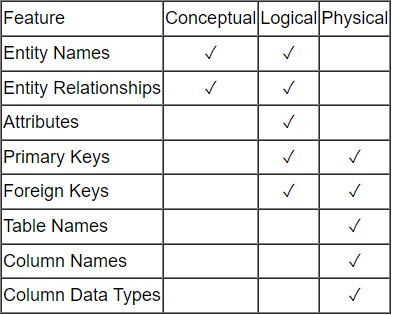 Feature Conceptual Logical Physical
Entity Names ✓ ✓
Entity Relationships ✓ ✓
Attributes ✓
Primary Keys ✓ ✓
Foreign Keys ✓ ✓
Table Names ✓
Column Names ✓
Column Data Types ✓